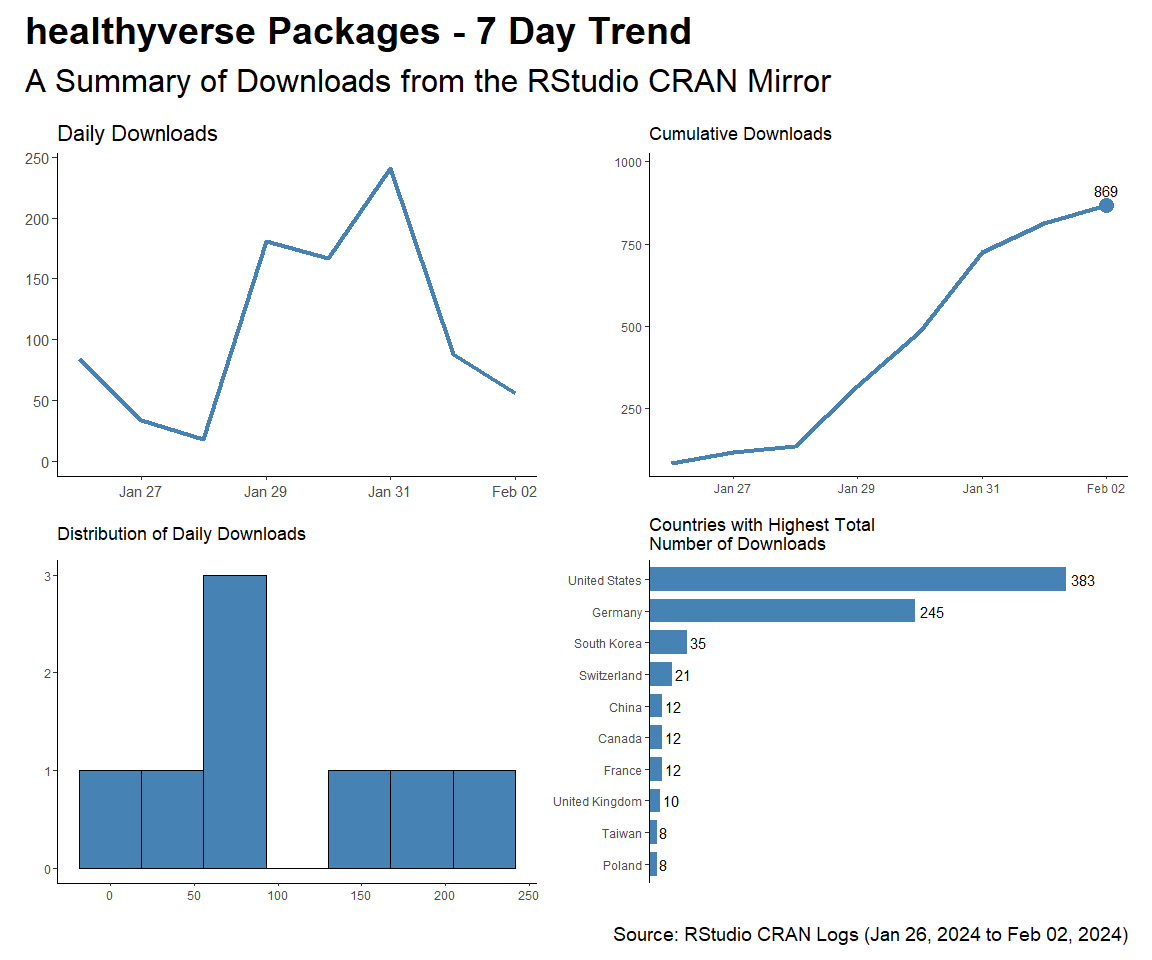 healthyverse Packages - 7 Day Trend
A Summary of Downloads from the RStudio CRAN Mirror
Daily Downloads
250
200
150
100
50
0
Jan 27 Jan 29 Jan 31 Feb 02
Cumulative Downloads
1000
750
500
250
869
Jan 27 Jan 29 Jan 31 Feb 02
Distribution of Daily Downloads
3
2
1
0
0 50 100 150 200 250
Countries with Highest Total
Number of Downloads
United States 383
Germany 245
South Korea 35
Switzerland 21
China 12
Canada 12
France 12
United Kingdom 10
Taiwan 8
Poland 8
Source: RStudio CRAN Logs (Jan 26, 2024 to Feb 02, 2024)